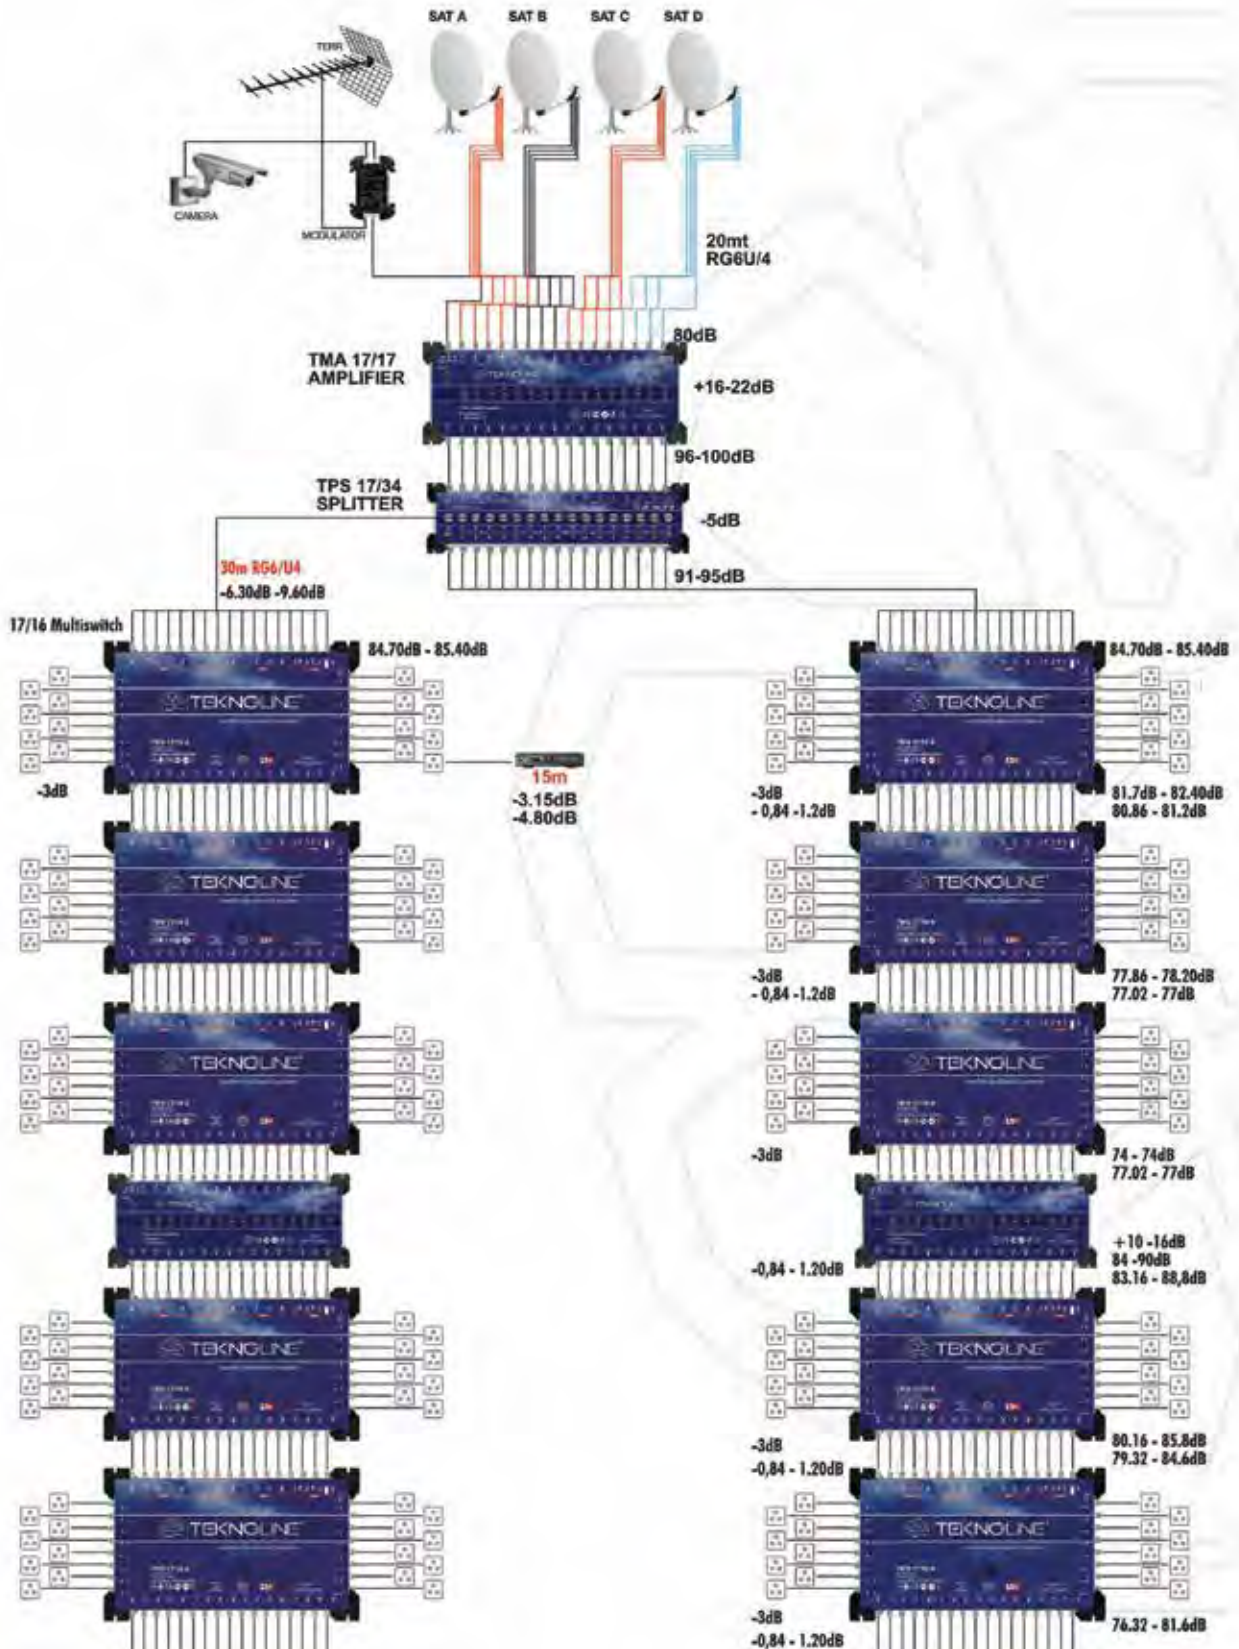 SAT A
SAT B
SAT C
SAT D
TERR
CAMERA
MODULATOR
20mt
RG6U/4
80dB
TMA 17/17
AMPLIFIER
+16-22dB
96-100dB
TPS 17/34
SPLITTER
-5dB
30m RG6/U4
-6.30dB -9.60dB
91-95dB
17/16 Multiswitch
84.70dB - 85.40dB
84.70dB - 85.40dB
TEKNOLINE
TEKNOLINE
-3dB
15m
-3.15dB
-4.80dB
-3dB
- 0,84 -1.2dB
81.7dB - 82.40dB
80.86 - 81.2dB
TEKNOLINE
TEKNOLINE
-3dB
- 0,84 -1.2dB
77.86 - 78.20dB
77.02 - 77dB
TEKNOLINE
TEKNOLINE
-3dB
74 - 74dB
77.02 - 77dB
-0,84 - 1.20dB
+10 -16dB
84 -90dB
83.16 - 88,8dB
TEKNOLINE
TEKNOLINE
-3dB
-0,84 - 1.20dB
80.16 - 85.8dB
79.32 - 84.6dB
TEKNOLINE
TEKNOLINE
-3dB
-0,84 - 1.20dB
76.32 - 81.6dB